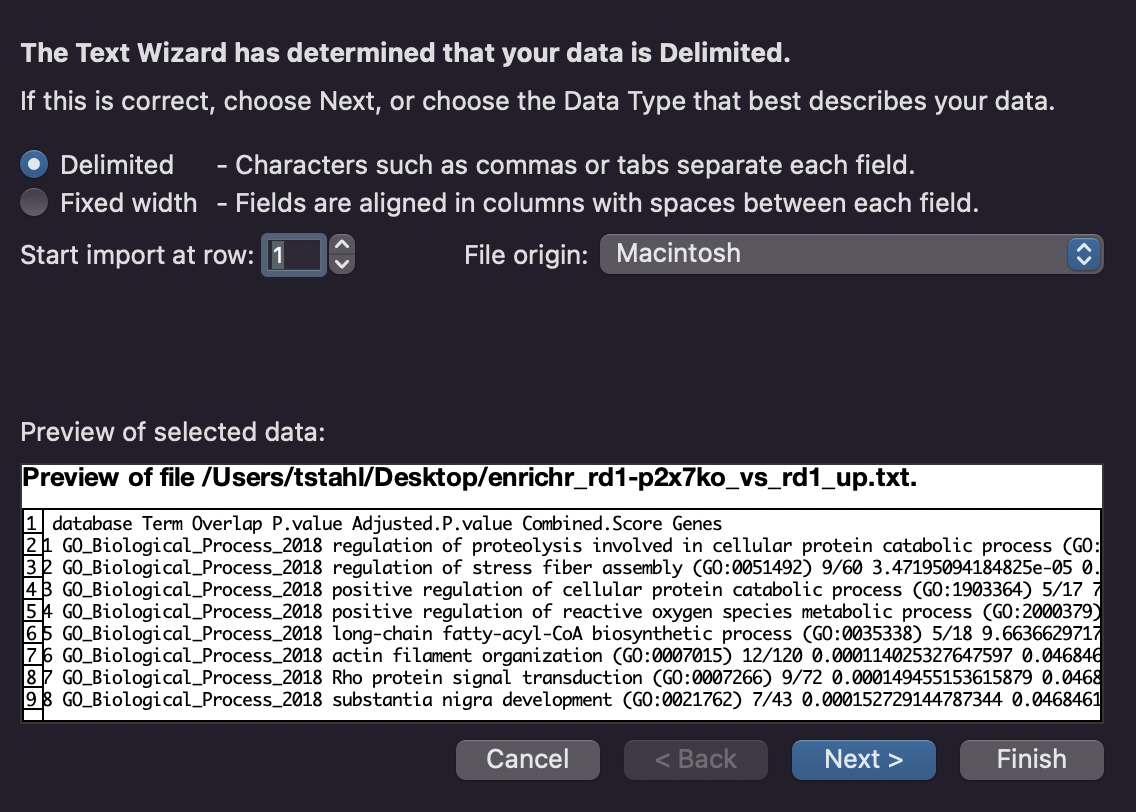 The Text Wizard has determined that your data is Delimited.
If this is correct, choose Next, or choose the Data Type that best describes your data.
Delimited - Characters such as commas or tabs separate each field.
Fixed width - Fields are aligned in columns with spaces between each field.
Start import at row: 1 File origin: Macintosh
Preview of selected data:
Preview of file /Users/tstahl/Desktop/enrichr_rd1-p2x7ko_vs_rd1_up.txt.
1 database Term Overlap P.value Adjusted.P.value Combined.Score Genes
2 1 GO_Biological_Process_2018 regulation of proteolysis involved in cellular protein catabolic process (GO:
3 2 GO_Biological_Process_2018 regulation of stress fiber assembly (GO:0051492) 9/60 3.47195094184825e-05 0.
4 3 GO_Biological_Process_2018 positive regulation of cellular protein catabolic process (GO:1903364) 5/17 7
5 4 GO_Biological_Process_2018 positive regulation of reactive oxygen species metabolic process (GO:2000379)
6 5 GO_Biological_Process_2018 long-chain fatty-acyl-CoA biosynthetic process (GO:0035338) 5/18 9.6636629717
7 6 GO_Biological_Process_2018 actin filament organization (GO:0007015) 12/120 0.000114025327647597 0.046846
8 7 GO_Biological_Process_2018 Rho protein signal transduction (GO:0007266) 9/72 0.000149455153615879 0.0468
9 8 GO_Biological_Process_2018 substantia nigra development (GO:0021762) 7/43 0.000152729144787344 0.0468461
Cancel < Back Next > Finish